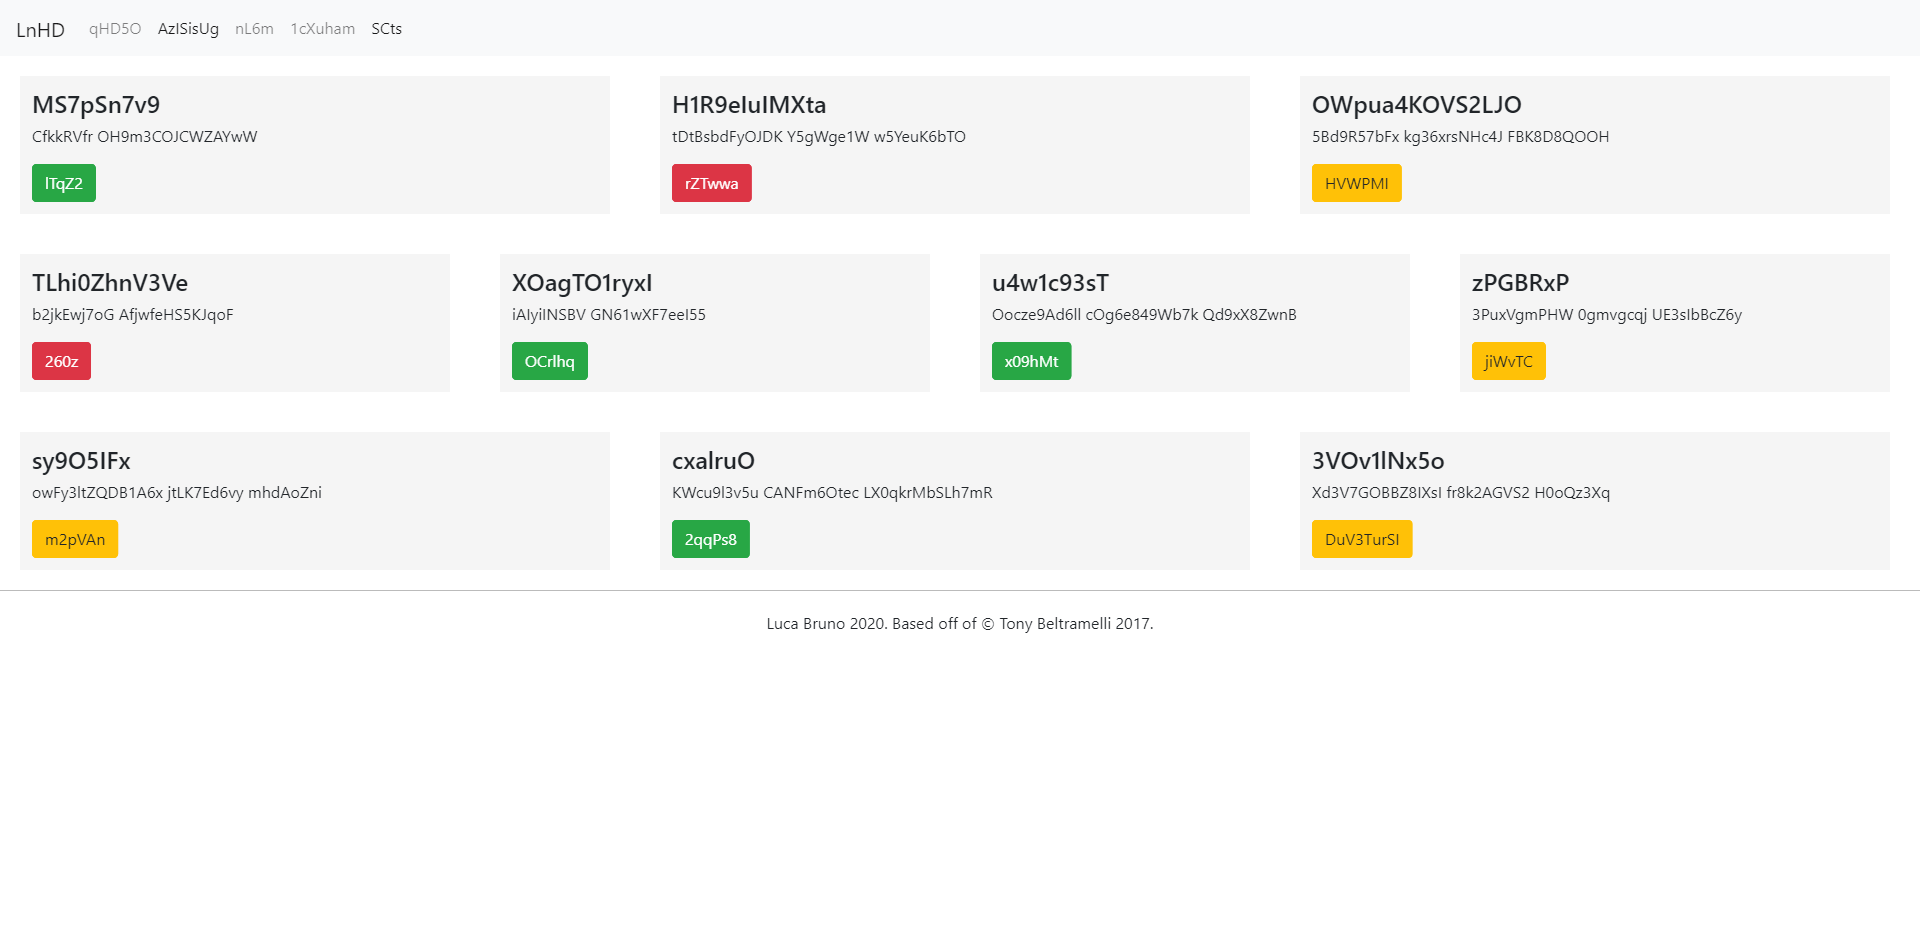 LnHD qHD5O AzISisUg nL6m 1cXuham SCts
MS7pSn7v9
CfkkRVfr OH9m3COJCWZAYwW
lTqZ2
H1R9eIuIMXta
tDtBsbdFyOJDK Y5gWge1W w5YeuK6bTO
rZTwwa
OWpua4KOVS2LJO
5Bd9R57bFx kg36xrsNHc4J FBK8D8QOOH
HVWPMI
TLhi0ZhnV3Ve
b2jkEwj7oG AfjwfeHS5KJqoF
260z
XOagTO1ryxI
iAIyiINSBV GN61wXF7eeI55
OCrlhq
u4w1c93sT
Oocze9Ad6ll cOg6e849Wb7k Qd9xX8ZwnB
x09hMt
zPGBRxP
3PuxVgmPHW 0gmvgcqj UE3sIbBcZ6y
jiWvTC
sy9O5IFx
owFy3ltZQDB1A6x jtLK7Ed6vy mhdAoZni
m2pVAn
cxalruO
KWcu9l3v5u CANFm6Otec LX0qkrMbSLh7mR
2qqPs8
3VOv1lNx5o
Xd3V7GOBBZ8IXsI fr8k2AGVS2 H0oQz3Xq
DuV3TurSI
Luca Bruno 2020. Based off of © Tony Beltramelli 2017.